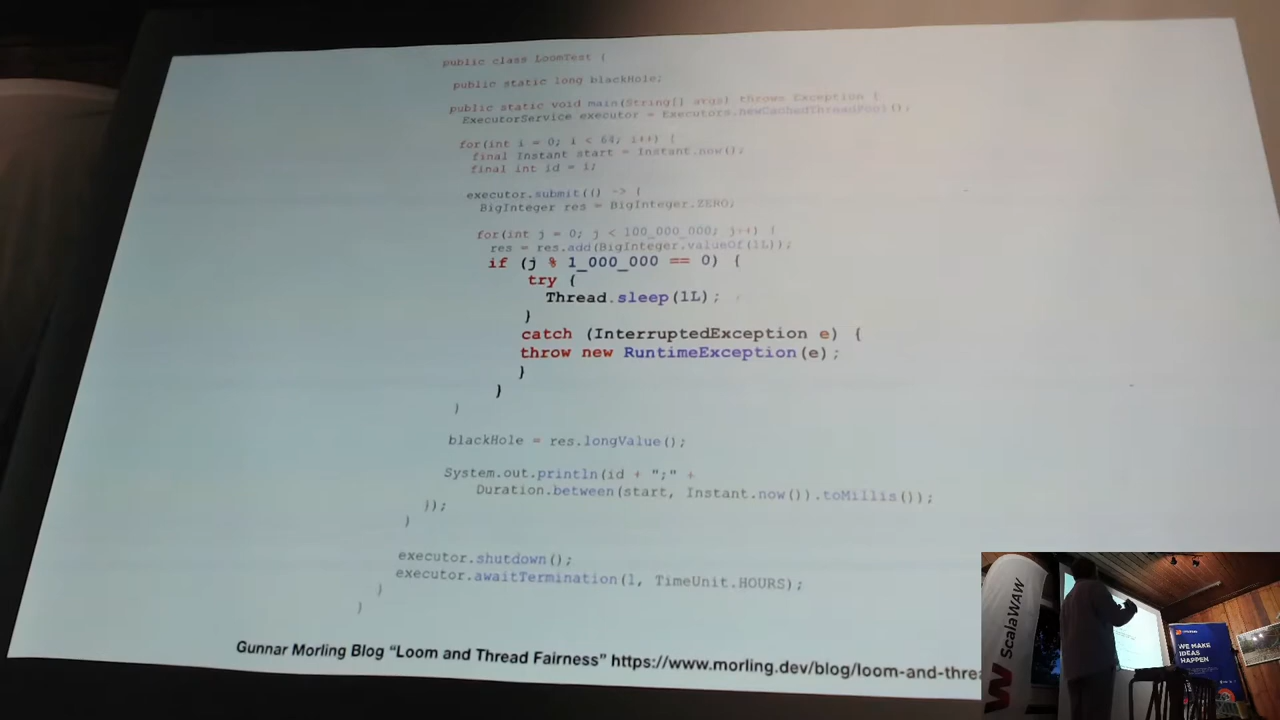 public class LoomTest {
public static long blackHole;
public static void main(String[] args) throws Exception {
ExecutorService executor = Executors.newCachedThreadPool();
for(int i = 0; i < 64; i++) {
final Instant start = Instant.now();
final int id = i;
executor.submit(() -> {
BigInteger res = BigInteger.ZERO;
for(int j = 0; j < 100_000_000; j++) {
res = res.add(BigInteger.valueOf(1L));
if (j % 1_000_000 == 0) {
try {
Thread.sleep(1L);
}
catch (InterruptedException e) {
throw new RuntimeException(e);
}
}
}
blackHole = res.longValue();
System.out.println(id + ";" +
Duration.between(start, Instant.now()).toMillis());
});
}
executor.shutdown();
executor.awaitTermination(1, TimeUnit.HOURS);
}
}
Gunnar Morling Blog “Loom and Thread Fairness” https://www.morling.dev/blog/loom-and-threa
W ScalaWAW
WE MAKE
IDEAS
HAPPEN